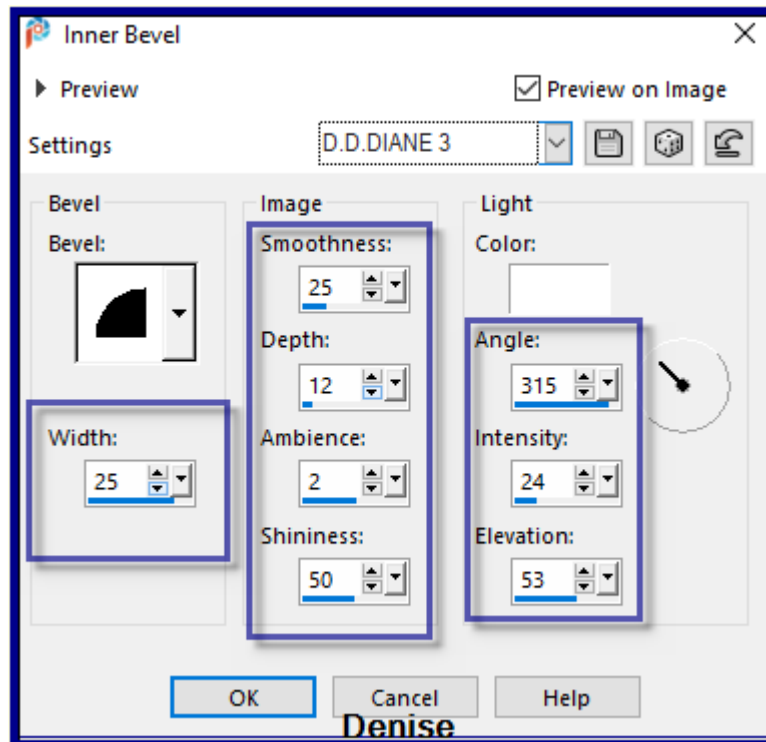 Inner Bevel
Preview
Preview on Image
Settings
D.D.DIANE 3
Bevel
Bevel:
Width:
25
Image
Smoothness:
25
Depth:
12
Ambience:
2
Shininess:
50
Light
Color:
Angle:
315
Intensity:
24
Elevation:
53
OK
Cancel
Help
Denise